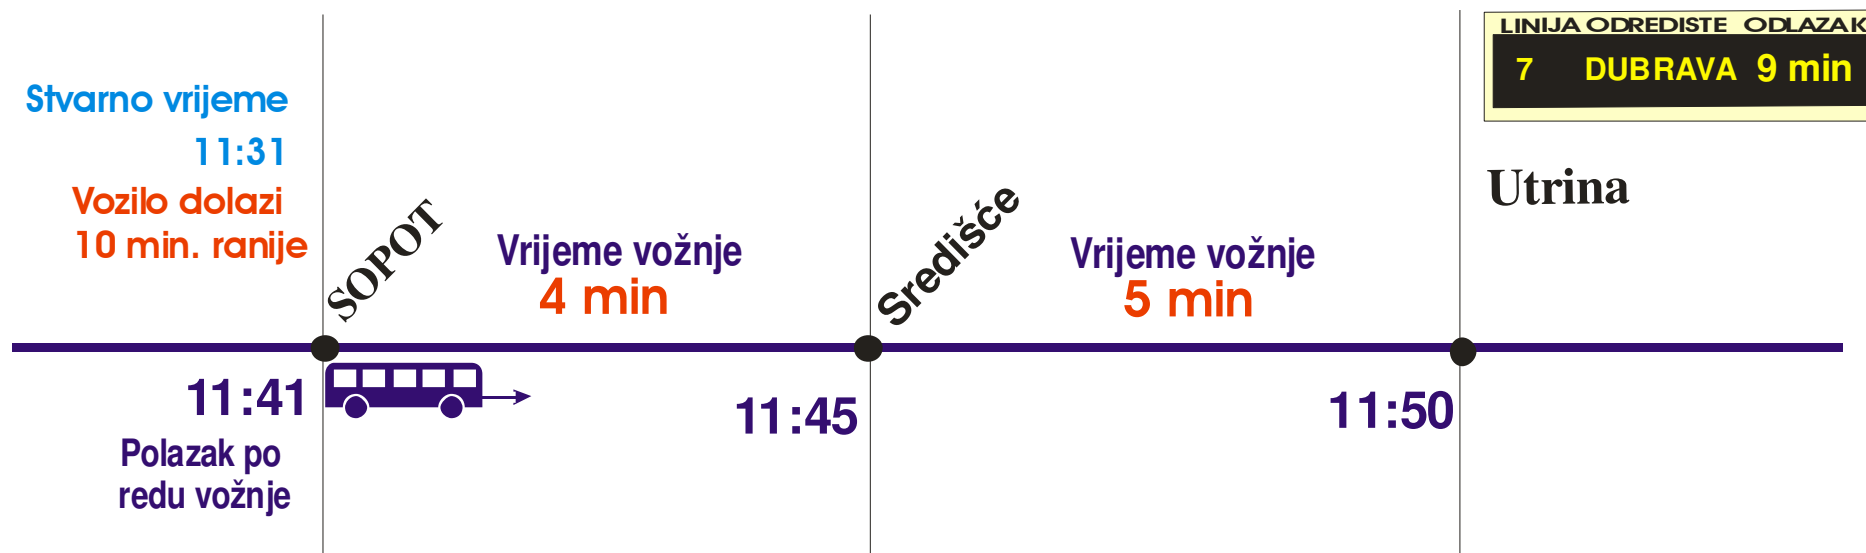 LINIJA ODREDISTE ODLAZAK
7 DUBRAVA 9 min
Stvarno vrijeme
11:31
Vozilo dolazi
10 min. ranije
SOPOT
Vrijeme vožnje
4 min
Središće
Vrijeme vožnje
5 min
Utrina
11:41
11:45
11:50
Polazak po
redu vožnje